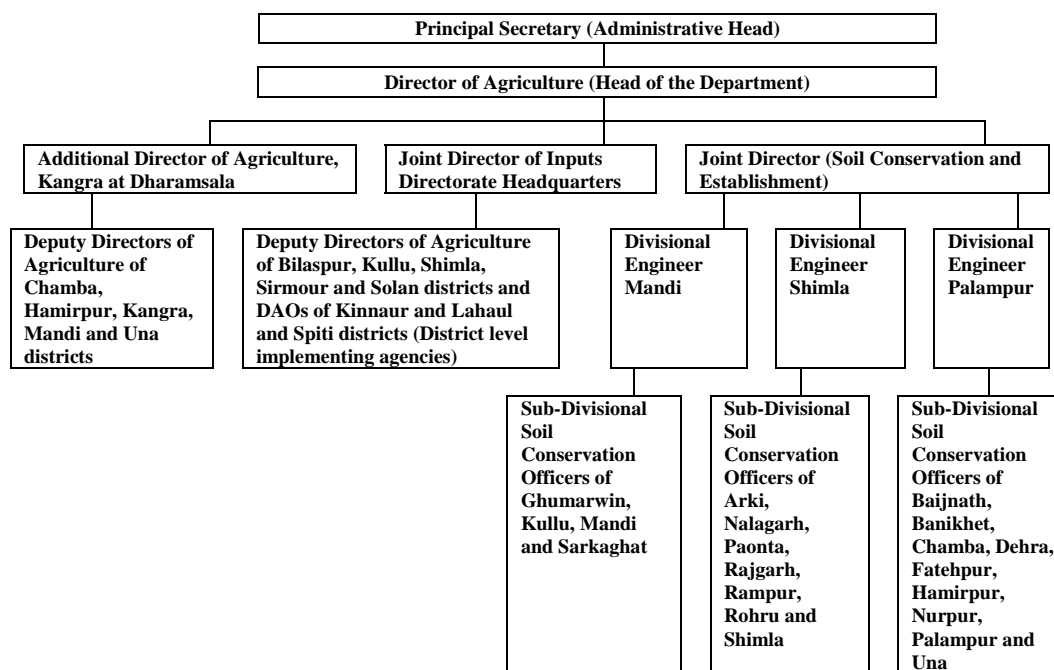 Principal Secretary (Administrative Head)
Director of Agriculture (Head of the Department)
Additional Director of Agriculture,
Kangra at Dharamsala
Joint Director of Inputs
Directorate Headquarters
Joint Director (Soil Conservation and
Establishment)
Deputy Directors of
Agriculture of
Chamba,
Hamirpur, Kangra,
Mandi and Una
districts
Deputy Directors of Agriculture
of Bilaspur, Kullu, Shimla,
Sirmour and Solan districts and
DAOs of Kinnaur and Lahaul
and Spiti districts (District level
implementing agencies)
Divisional
Engineer
Mandi
Divisional
Engineer
Shimla
Divisional
Engineer
Palampur
Sub-Divisional
Soil
Conservation
Officers of
Ghumarwin,
Kullu, Mandi
and Sarkaghat
Sub-Divisional
Soil
Conservation
Officers of
Arki,
Nalagarh,
Paonta,
Rajgarh,
Rampur,
Rohru and
Shimla
Sub-Divisional
Soil
Conservation
Officers of
Baijnath,
Banikhet,
Chamba, Dehra,
Fatehpur,
Hamirpur,
Nurpur,
Palampur and
Una